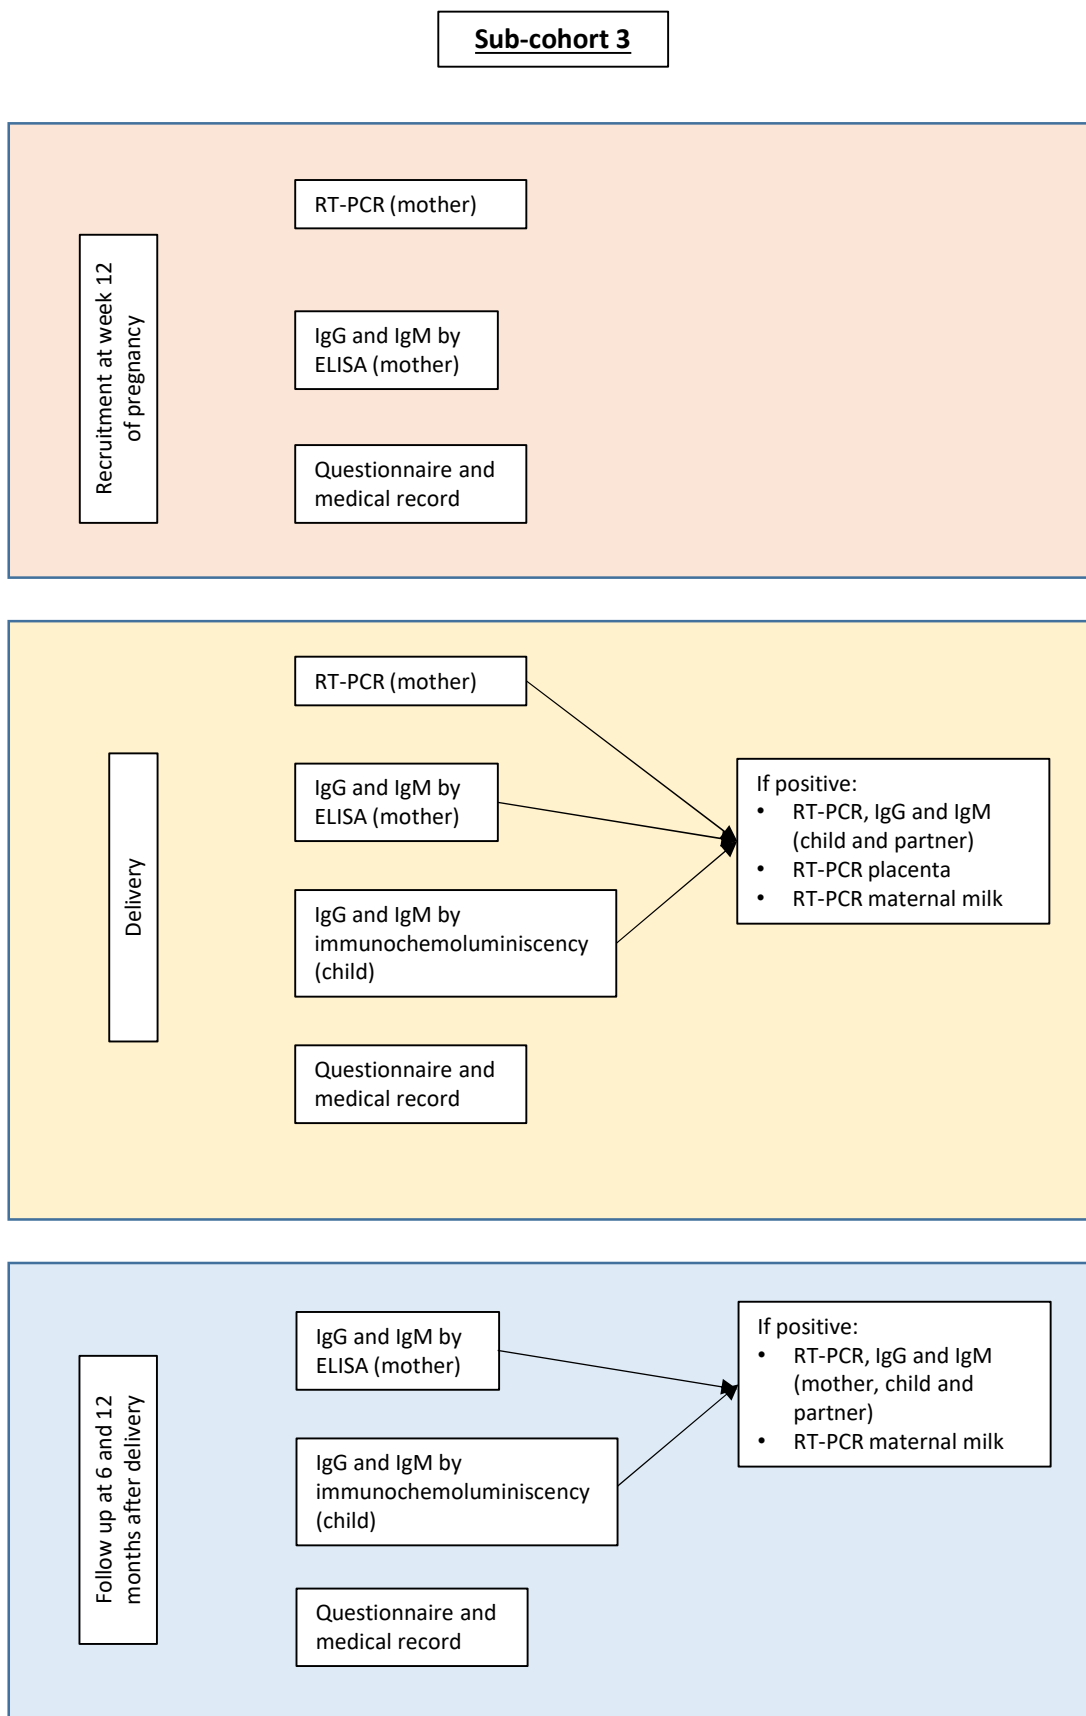 Sub-cohort 3
Recruitment at week 12
of pregnancy
RT-PCR (mother)
IgG and IgM by
ELISA (mother)
Questionnaire and
medical record
Delivery
RT-PCR (mother)
IgG and IgM by
ELISA (mother)
IgG and IgM by
immunochemoluminiscency
(child)
Questionnaire and
medical record
If positive:
• RT-PCR, IgG and IgM
(child and partner)
• RT-PCR placenta
• RT-PCR maternal milk
Follow up at 6 and 12
months after delivery
IgG and IgM by
ELISA (mother)
IgG and IgM by
immunochemoluminiscency
(child)
Questionnaire and
medical record
If positive:
• RT-PCR, IgG and IgM
(mother, child and
partner)
• RT-PCR maternal milk